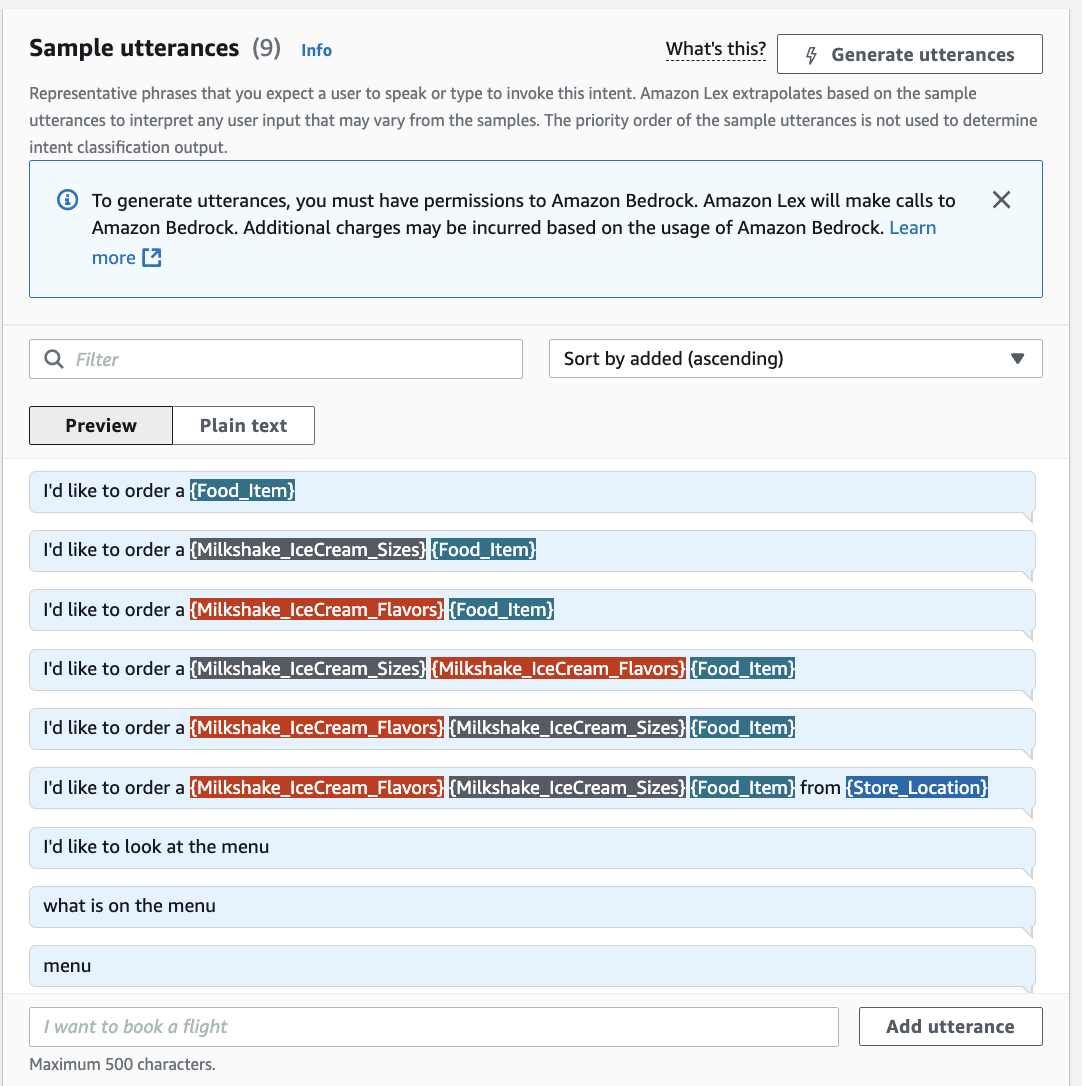 Sample utterances (9) Info
What's this?
Generate utterances
Representative phrases that you expect a user to speak or type to invoke this intent. Amazon Lex extrapolates based on the sample
utterances to interpret any user input that may vary from the samples. The priority order of the sample utterances is not used to determine
intent classification output.
To generate utterances, you must have permissions to Amazon Bedrock. Amazon Lex will make calls to
Amazon Bedrock. Additional charges may be incurred based on the usage of Amazon Bedrock. Learn
more
Filter
Sort by added (ascending)
Preview
Plain text
I'd like to order a {Food_Item}
I'd like to order a {Milkshake_IceCream_Sizes} {Food_Item}
I'd like to order a {Milkshake_IceCream_Flavors} {Food_Item}
I'd like to order a {Milkshake_IceCream_Sizes} {Milkshake_IceCream_Flavors} {Food_Item}
I'd like to order a {Milkshake_IceCream_Flavors} {Milkshake_IceCream_Sizes} {Food_Item}
I'd like to order a {Milkshake_IceCream_Flavors} {Milkshake_IceCream_Sizes} {Food_Item} from {Store_Location}
I'd like to look at the menu
what is on the menu
menu
I want to book a flight
Add utterance
Maximum 500 characters.